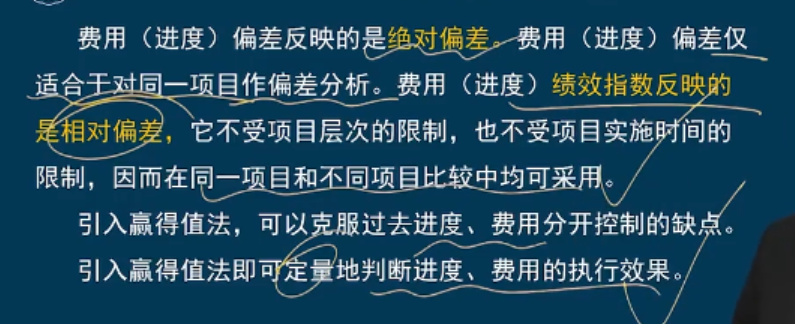 费用（进度）偏差反映的是绝对偏差。费用（进度）偏差仅
适合于对同一项目作偏差分析。费用（进度）绩效指数反映的
是相对偏差，它不受项目层次的限制，也不受项目实施时间的
限制，因而在同一项目和不同项目比较中均可采用。
引入赢得值法，可以克服过去进度、费用分开控制的缺点。
引入赢得值法即可定量地判断进度、费用的执行效果。